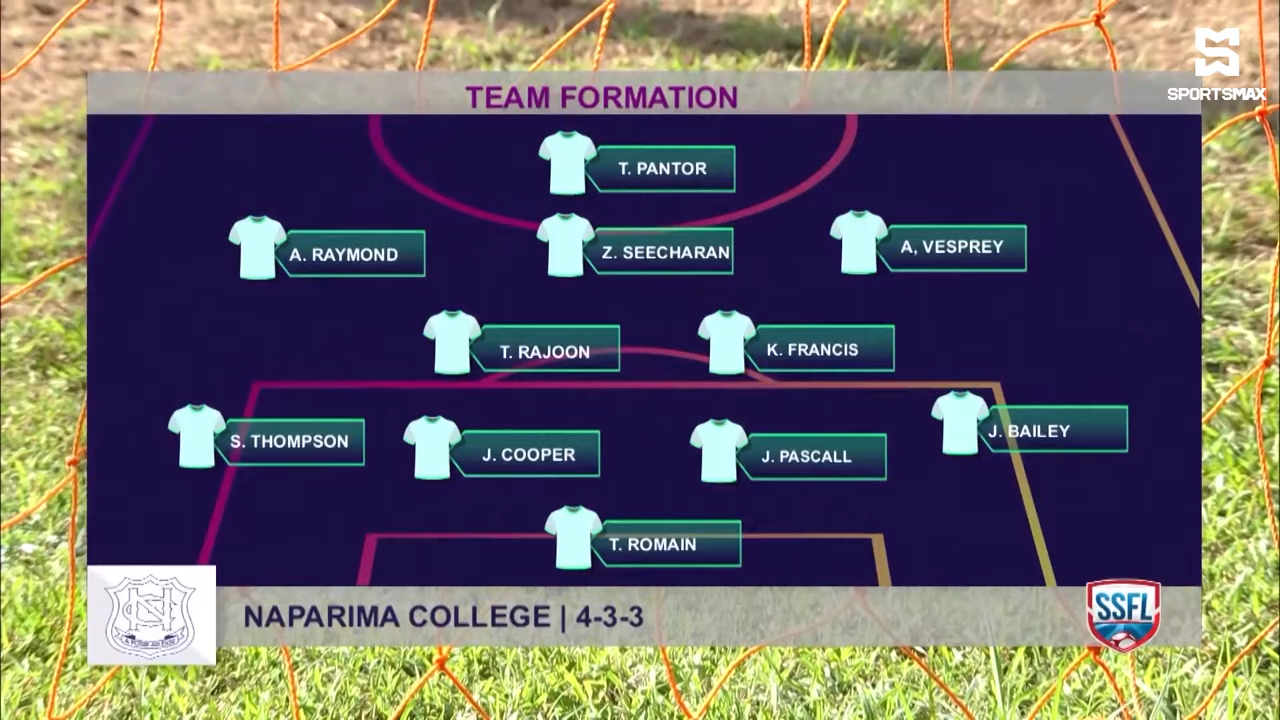 SPORTSMAX
TEAM FORMATION
T. PANTOR
A. RAYMOND
Z. SEECHARAN
A, VESPREY
T. RAJOON
K. FRANCIS
S. THOMPSON
J. COOPER
J. PASCALL
J. BAILEY
T. ROMAIN
NAPARIMA COLLEGE | 4-3-3
SSFL